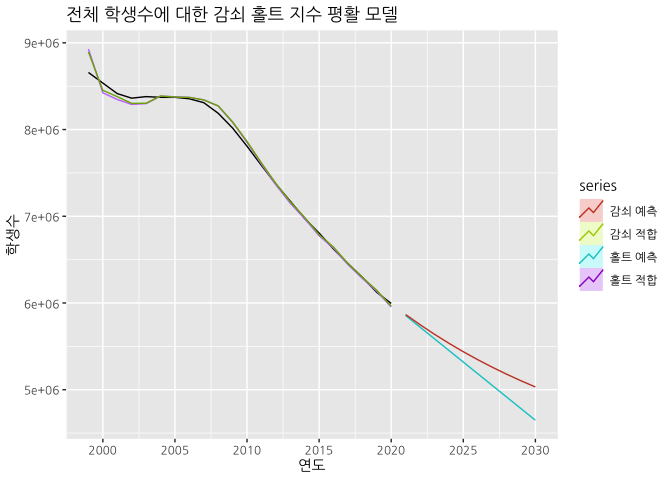 전체 학생수에 대한 감쇠 홀트 지수 평활 모델
9e+06
8e+06
7e+06
6e+06
5e+06
학생수
2000
2005
2010
2015
2020
2025
2030
연도
series
감쇠 예측
감쇠 적합
홀트 예측
홀트 적합